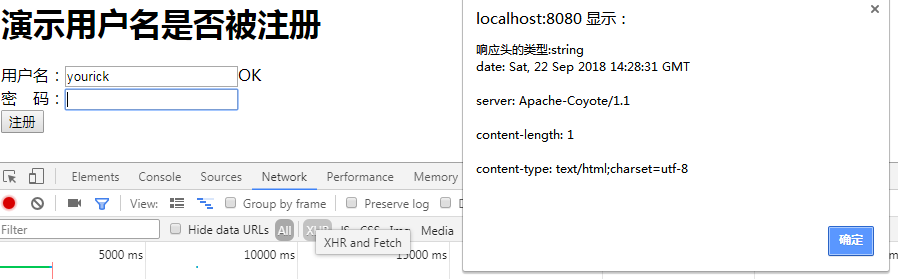 演示用户名是否被注册
用户名：yourick OK
密 码：
注册
localhost:8080 显示：
响应头的类型:string
date: Sat, 22 Sep 2018 14:28:31 GMT
server: Apache-Coyote/1.1
content-length: 1
content-type: text/html;charset=utf-8
确定
Elements Console Sources Network Performance Memory
View: Group by frame Preserve log
Filter Hide data URLs All XHR JS CSS Img Media
XHR and Fetch
5000 ms 10000 ms 15000 ms